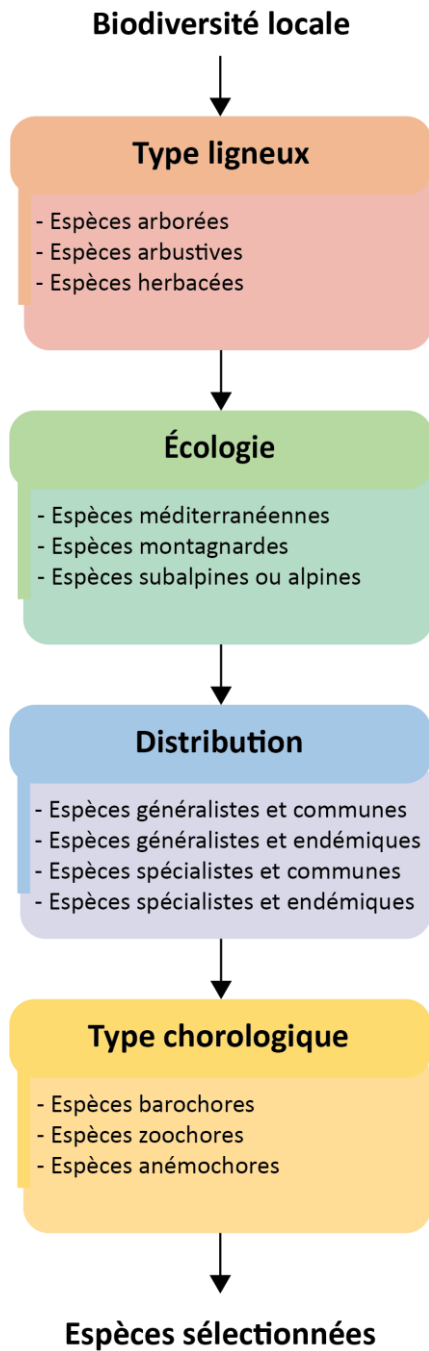 Biodiversité locale
Type ligneux
- Espèces arborées
- Espèces arbustives
- Espèces herbacées
Écologie
- Espèces méditerranéennes
- Espèces montagnardes
- Espèces subalpines ou alpines
Distribution
- Espèces généralistes et communes
- Espèces généralistes et endémiques
- Espèces spécialistes et communes
- Espèces spécialistes et endémiques
Type chorologique
- Espèces barochores
- Espèces zoochores
- Espèces anémochores
Espèces sélectionnées